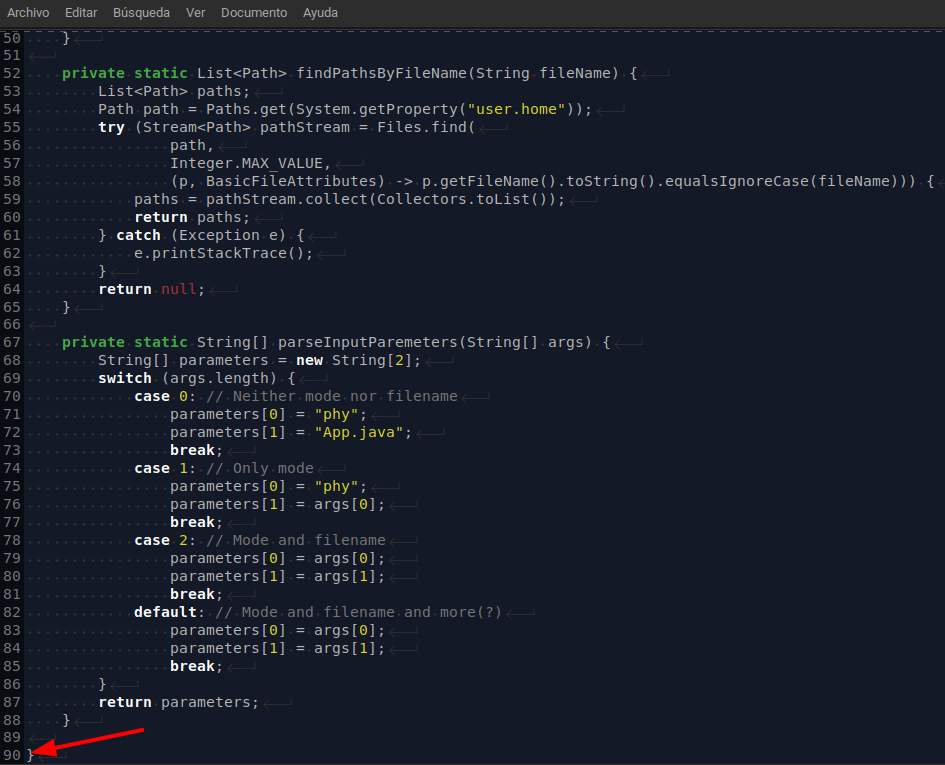 Archivo Editar Búsqueda Ver Documento Ayuda
50     }
51
52     private static List<Path> findPathsByFileName(String fileName) {
53         List<Path> paths;
54         Path path = Paths.get(System.getProperty("user.home"));
55         try (Stream<Path> pathStream = Files.find(
56                 path,
57                 Integer.MAX_VALUE,
58                 (p, BasicFileAttributes) -> p.getFileName().toString().equalsIgnoreCase(fileName))) {
59             paths = pathStream.collect(Collectors.toList());
60             return paths;
61         } catch (Exception e) {
62             e.printStackTrace();
63         }
64         return null;
65     }
66
67     private static String[] parseInputParemeters(String[] args) {
68         String[] parameters = new String[2];
69         switch (args.length) {
70             case 0: // Neither mode nor filename
71                 parameters[0] = "phy";
72                 parameters[1] = "App.java";
73                 break;
74             case 1: // Only mode
75                 parameters[0] = "phy";
76                 parameters[1] = args[0];
77                 break;
78             case 2: // Mode and filename
79                 parameters[0] = args[0];
80                 parameters[1] = args[1];
81                 break;
82             default: // Mode and filename and more(?)
83                 parameters[0] = args[0];
84                 parameters[1] = args[1];
85                 break;
86         }
87         return parameters;
88     }
89
90 }